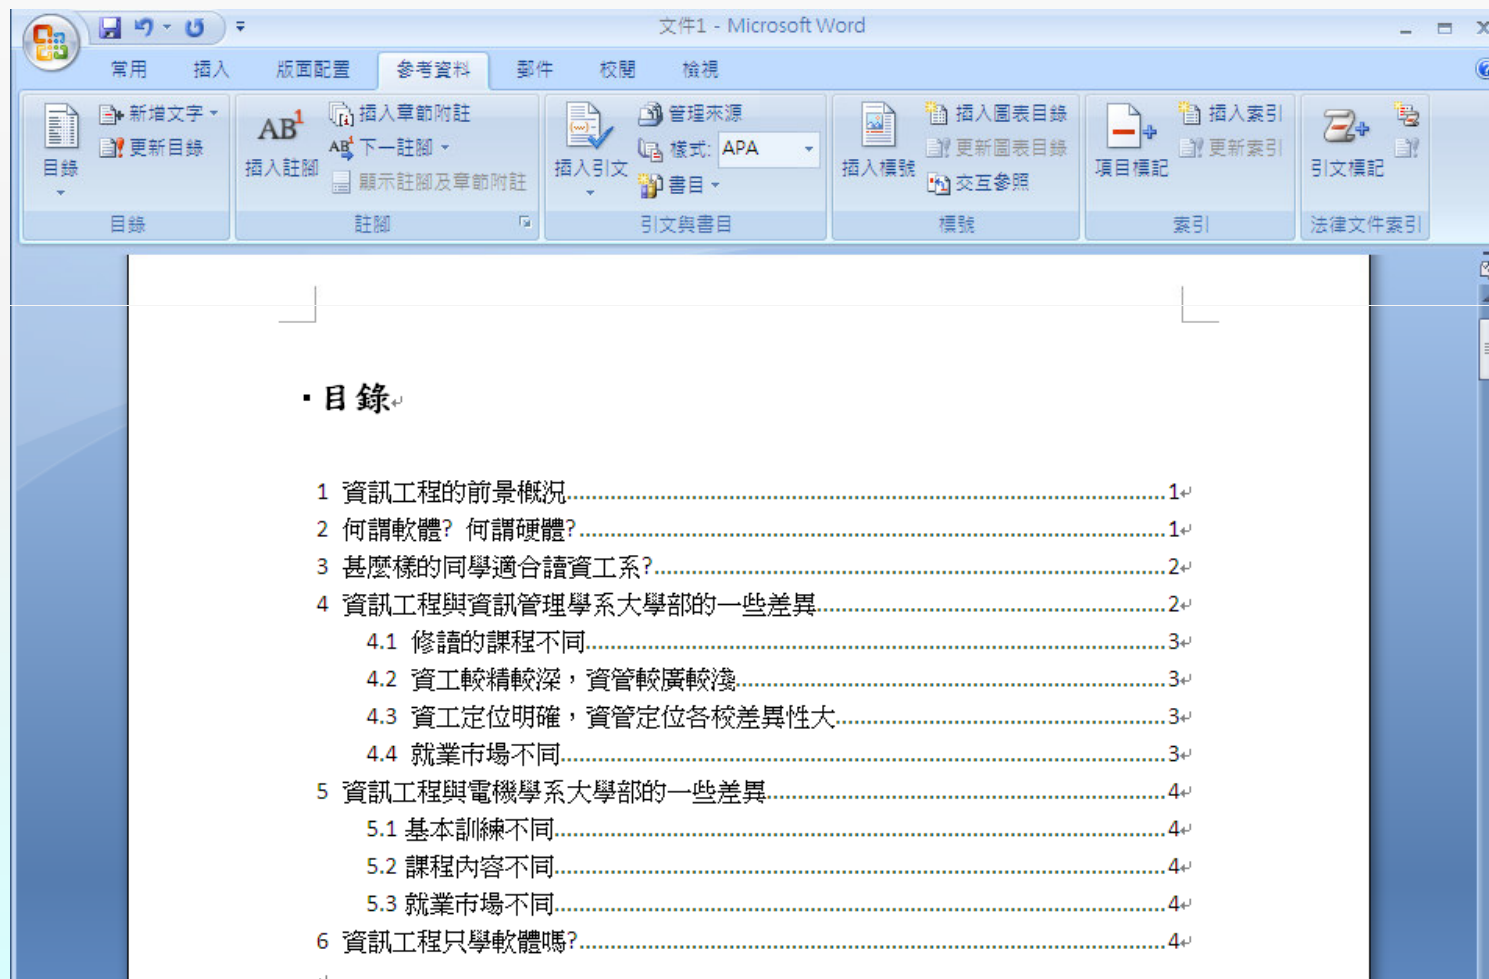 文件1 - Microsoft Word
常用 插入 版面配置 參考資料 郵件 校閱 檢視
目錄
新增文字
更新目錄
目錄
AB1
插入註腳
插入章節附註
AB1 下一註腳
顯示註腳及章節附註
註腳
插入引文
管理來源
樣式: APA
書目
引文與書目
插入標號
插入圖表目錄
更新圖表目錄
交互參照
標號
項目標記
插入索引
更新索引
索引
引文標記
法律文件索引
目錄
1 資訊工程的前景概況........................1
2 何謂軟體? 何謂硬體?........................1
3 甚麼樣的同學適合讀資工系?........................2
4 資訊工程與資訊管理學系大學部的一些差異........................2
4.1 修讀的課程不同........................3
4.2 資工較精較深，資管較廣較淺........................3
4.3 資工定位明確，資管定位各校差異性大........................3
4.4 就業市場不同........................3
5 資訊工程與電機學系大學部的一些差異........................4
5.1 基本訓練不同........................4
5.2 課程內容不同........................4
5.3 就業市場不同........................4
6 資訊工程只學軟體嗎?........................4